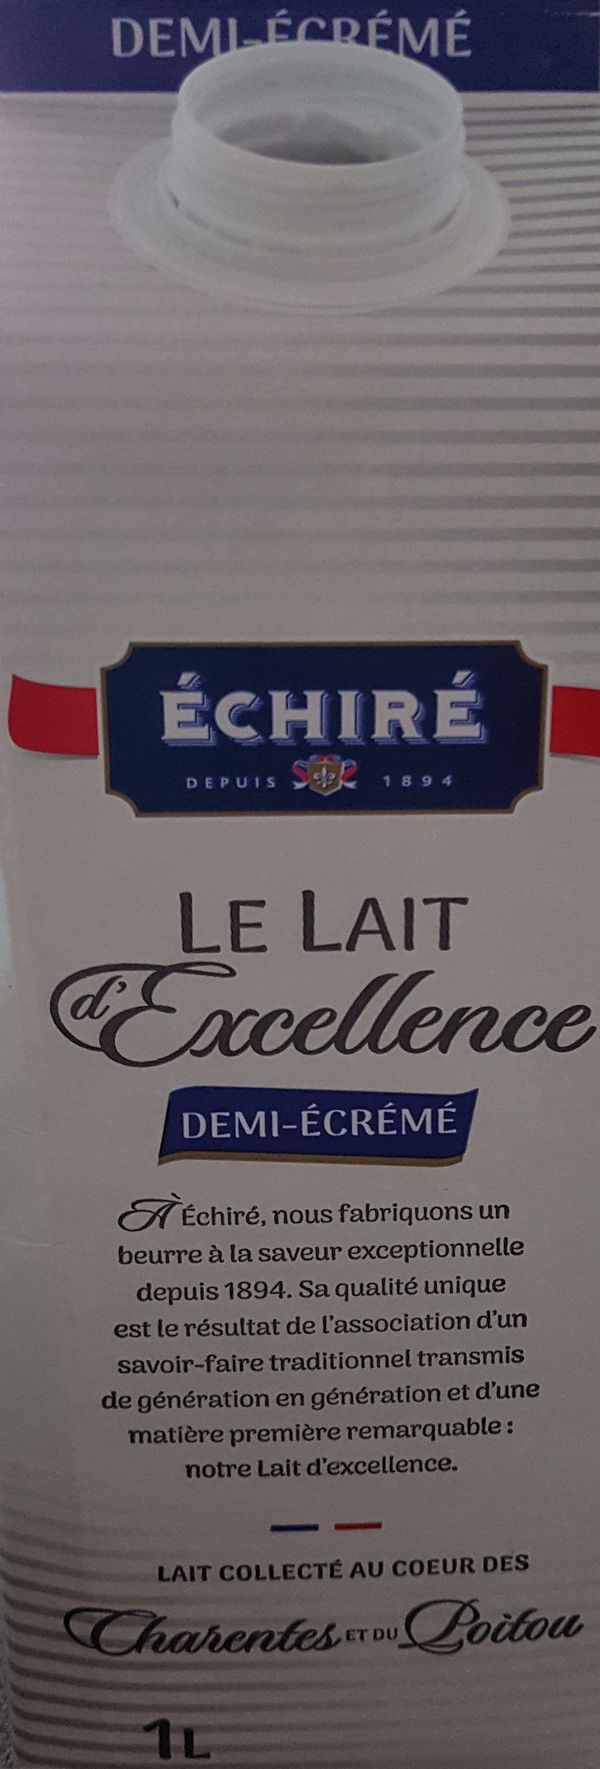 DEMI-ÉCRÉMÉ
ÉCHIRÉ
DEPUIS 1894
LE LAIT
d'Excellence
DEMI-ÉCRÉMÉ
À Échiré, nous fabriquons un
beurre à la saveur exceptionnelle
depuis 1894. Sa qualité unique
est le résultat de l'association d'un
savoir-faire traditionnel transmis
de génération en génération et d'une
matière première remarquable :
notre Lait d'excellence.
LAIT COLLECTÉ AU COEUR DES
Charentes ET DU Poitou
1L